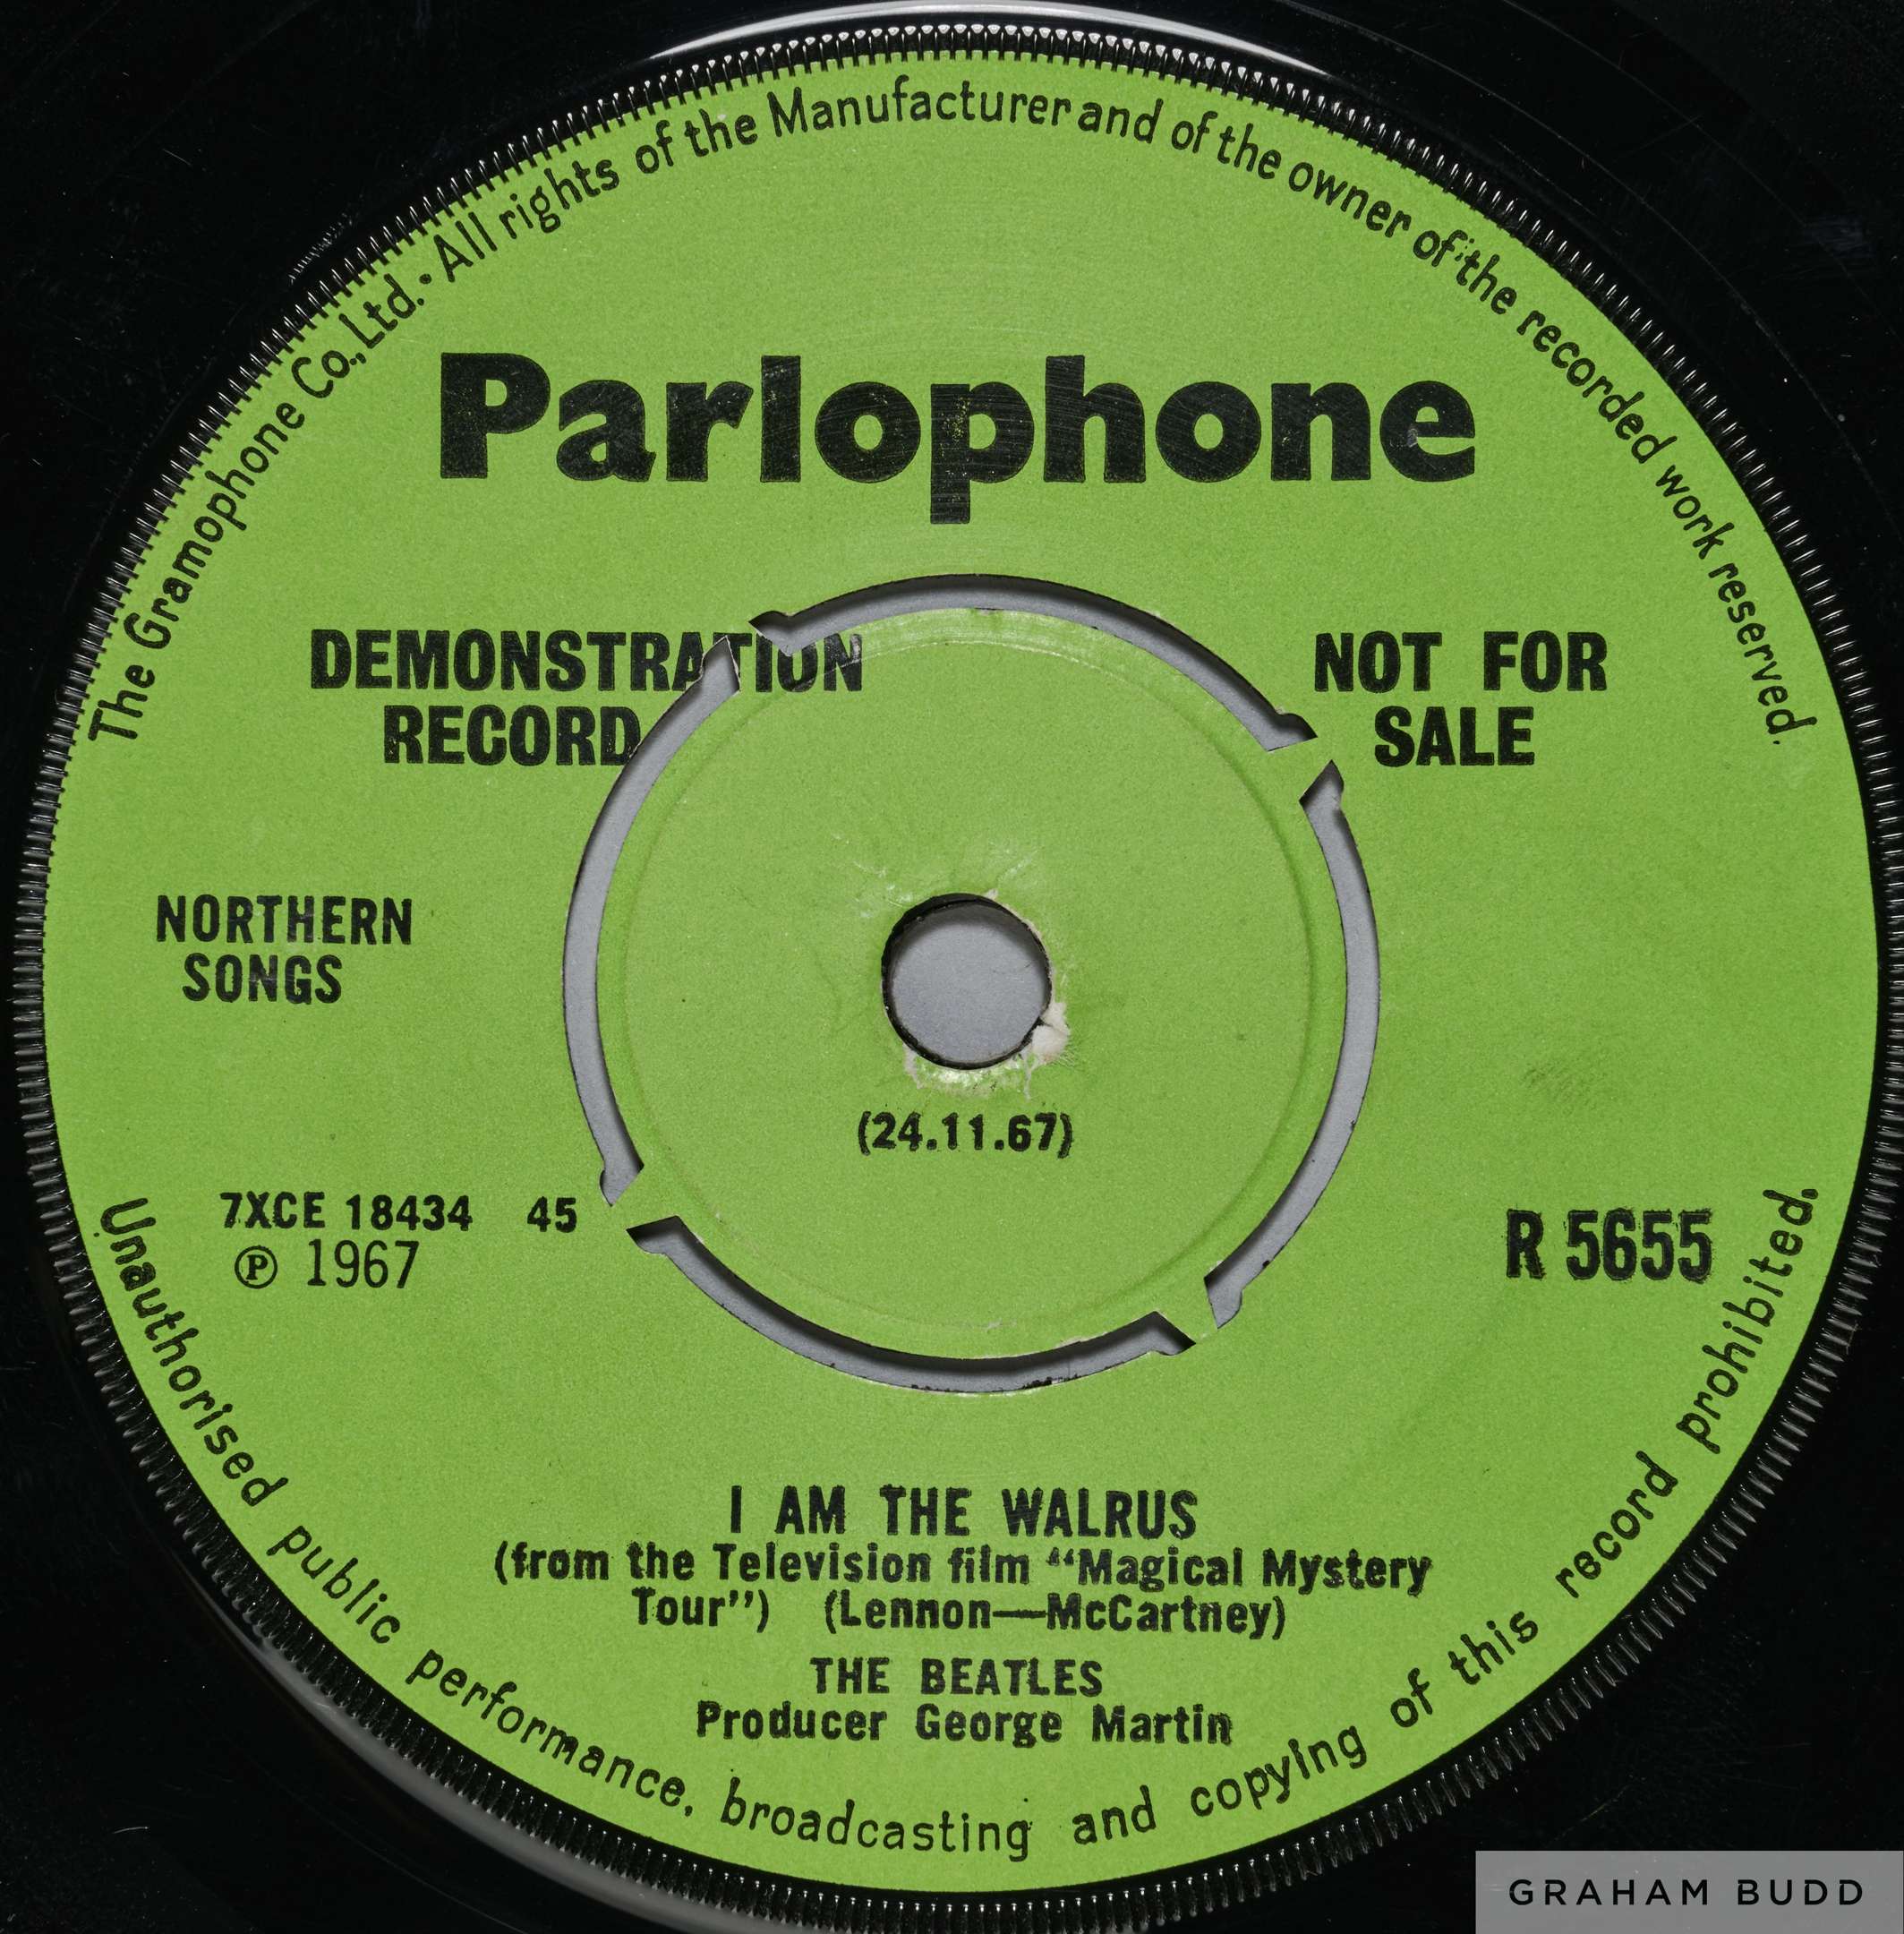 The Gramophone Co., Ltd. · All rights of the Manufacturer and of the owner of the recorded work reserved.
Parlophone
DEMONSTRATION
RECORD
NOT FOR
SALE
NORTHERN
SONGS
(24.11.67)
7XCE 18434 45
℗ 1967
R 5655
I AM THE WALRUS
(from the Television film “Magical Mystery
Tour”) (Lennon—McCartney)
THE BEATLES
Producer George Martin
Unauthorised public performance, broadcasting and copying of this record prohibited.
GRAHAM BUDD